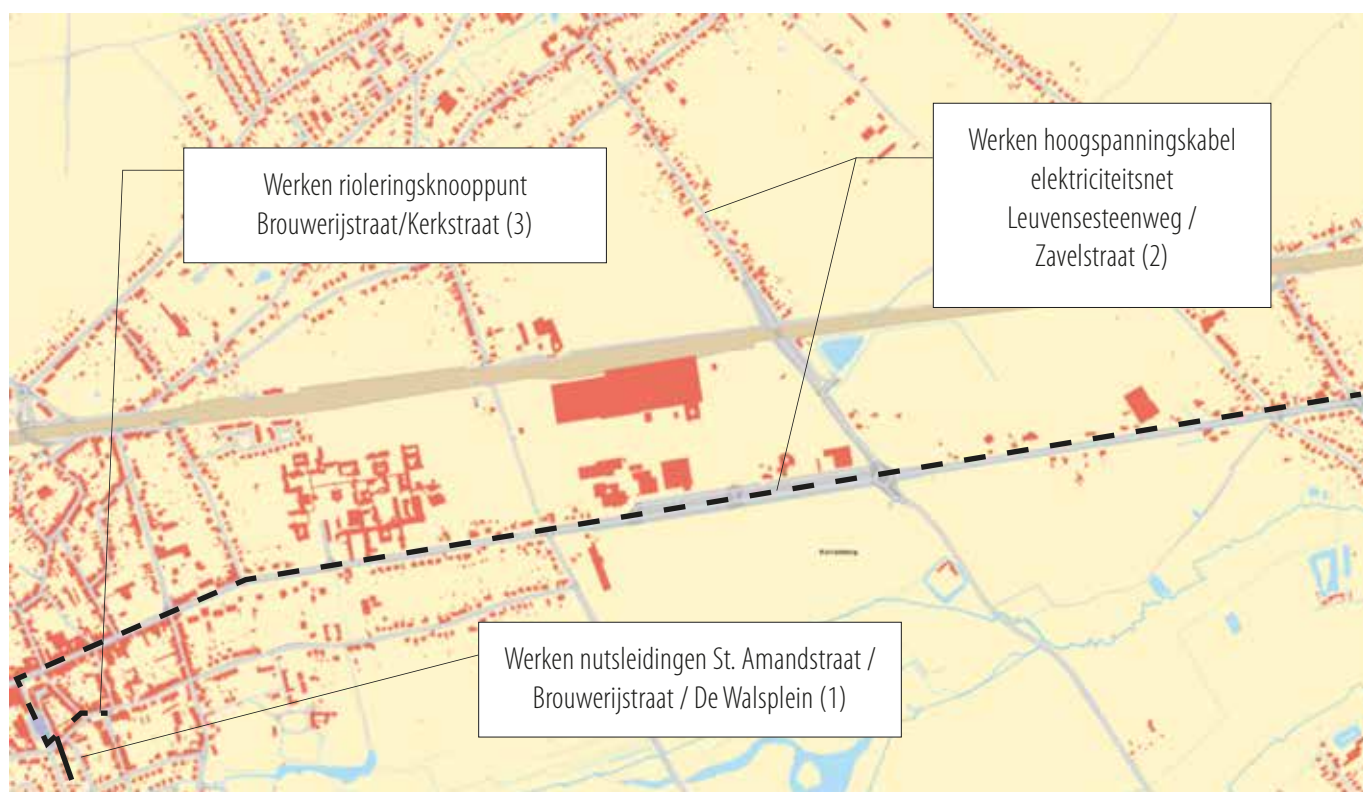 Werken hoogspanningskabel
elektriciteitsnet
Leuvensesteenweg /
Zavelstraat (2)
Werken rioleringsknooppunt
Brouwerijstraat/Kerkstraat (3)
Werken nutsleidingen St. Amandstraat /
Brouwerijstraat / De Walsplein (1)